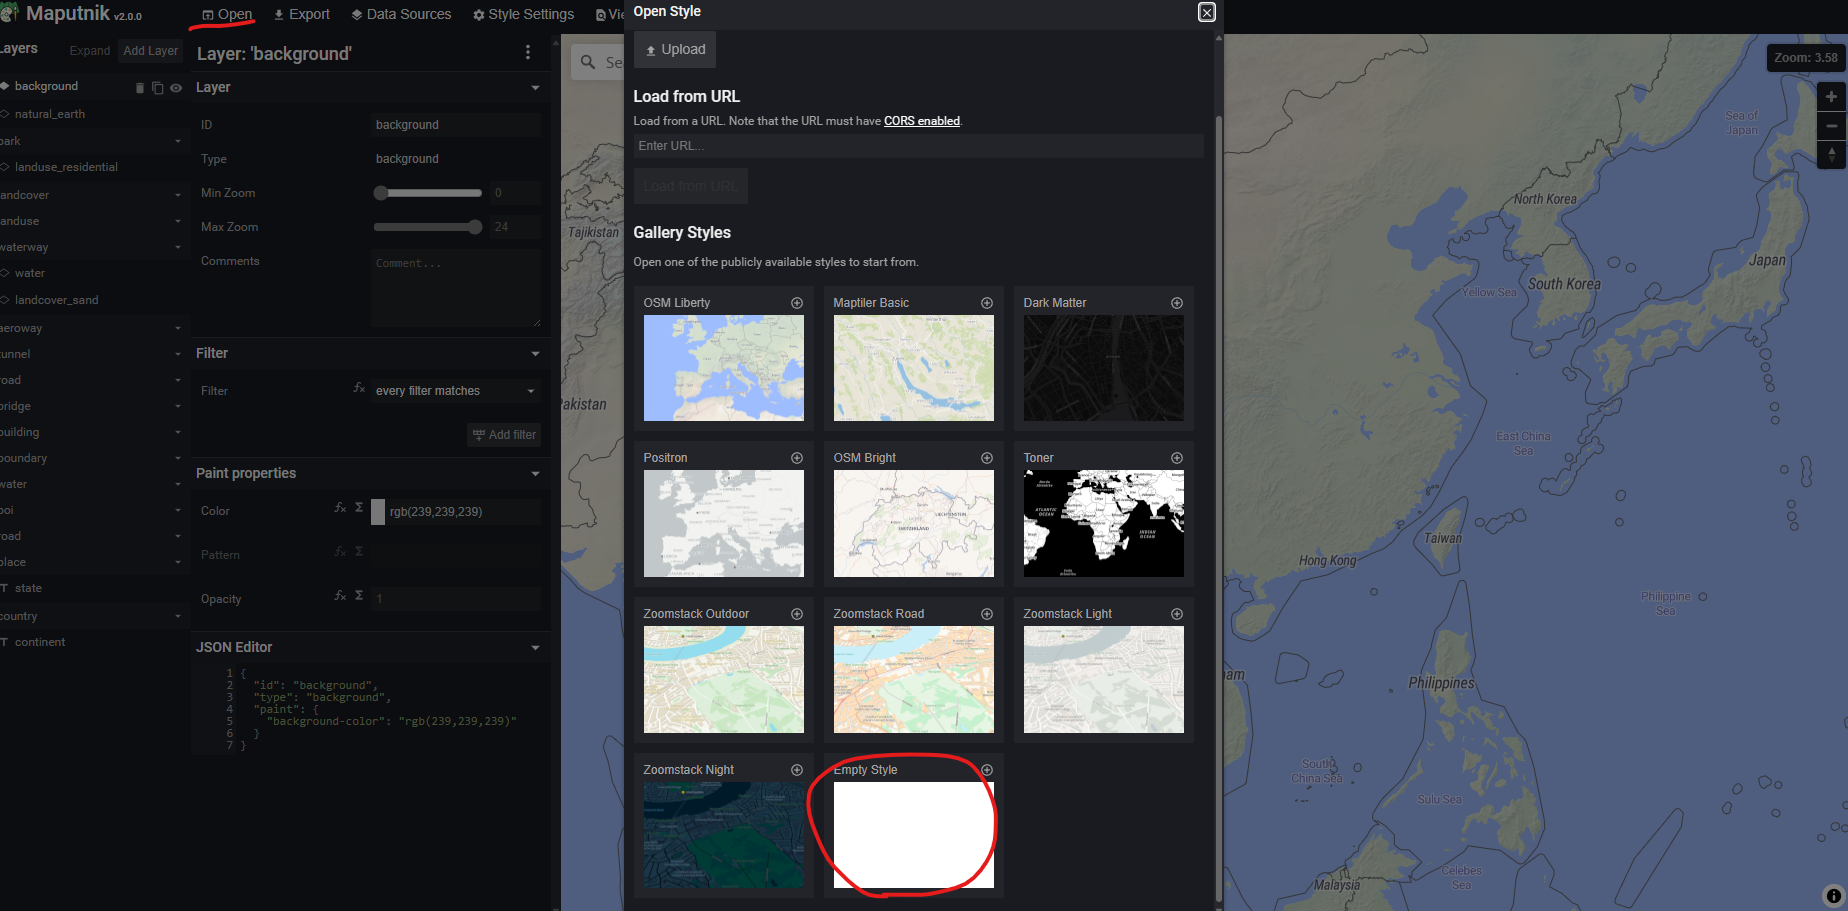 Maputnik v2.0.0
Open
Export
Data Sources
Style Settings
Layers
Expand
Add Layer
background
natural_earth
park
landuse_residential
landcover
landuse
waterway
water
landcover_sand
aeroway
tunnel
road
bridge
building
boundary
water
poi
road
place
state
country
continent
Layer: 'background'
Layer
ID
background
Type
background
Min Zoom
0
Max Zoom
24
Comments
Comment...
Filter
Filter
every filter matches
Add filter
Paint properties
Color
rgb(239,239,239)
Pattern
Opacity
1
JSON Editor
1 {
2 "id": "background",
3 "type": "background",
4 "paint": {
5 "background-color": "rgb(239,239,239)"
6 }
7 }
Tajikistan
Pakistan
Open Style
Upload
Load from URL
Load from a URL. Note that the URL must have CORS enabled.
Enter URL...
Load from URL
Gallery Styles
Open one of the publicly available styles to start from.
OSM Liberty
Maptiler Basic
Dark Matter
Positron
OSM Bright
Toner
SWITZERLAND
LIECHTENSTEIN
ATLANTIC
OCEAN
INDIAN
OCEAN
Zoomstack Outdoor
Zoomstack Road
Zoomstack Light
Zoomstack Night
Empty Style
Zoom: 3.58
Sea of
Japan
North Korea
Japan
South Korea
Yellow Sea
East China
Sea
Taiwan
Hong Kong
Philippine
Sea
Philippines
South
China Sea
Sulu Sea
Celebes
Sea
Malaysia